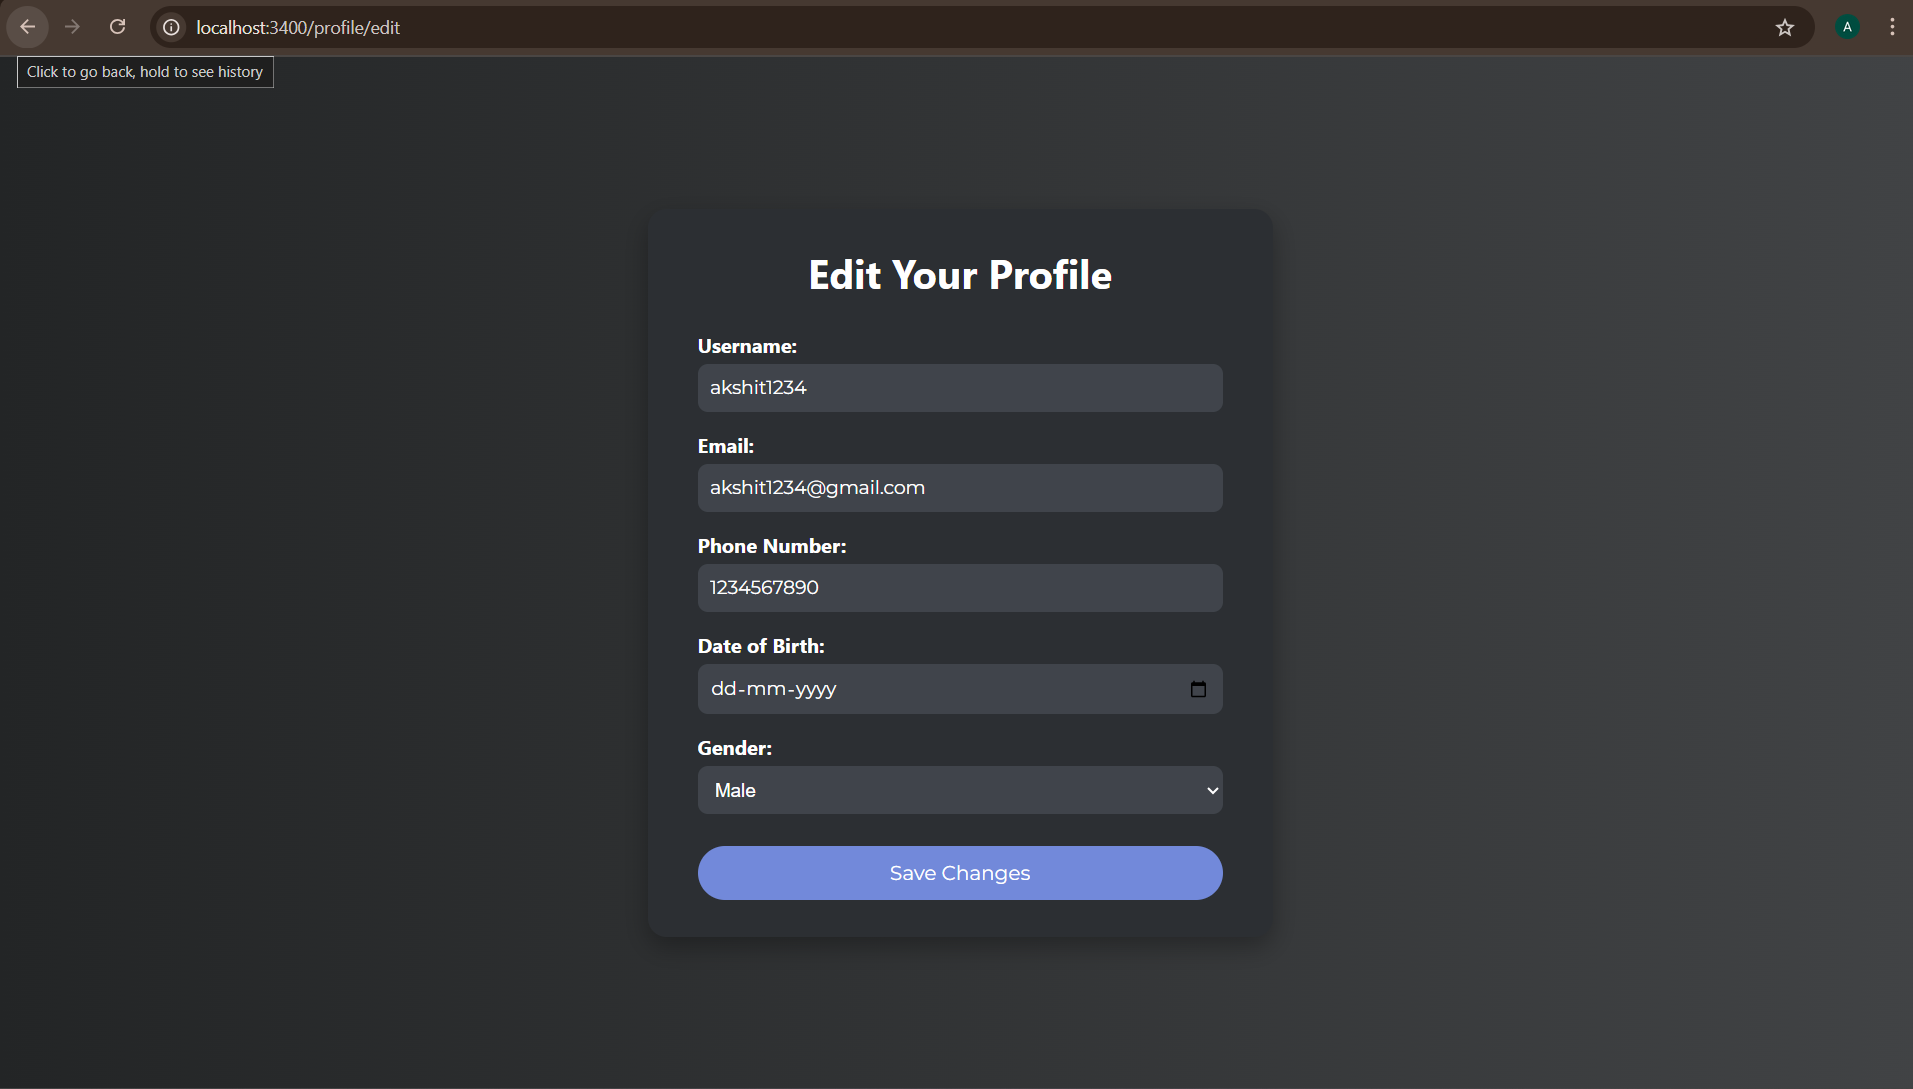 localhost:3400/profile/edit
A
Click to go back, hold to see history
Edit Your Profile
Username:
akshit1234
Email:
akshit1234@gmail.com
Phone Number:
1234567890
Date of Birth:
dd-mm-yyyy
Gender:
Male
Save Changes